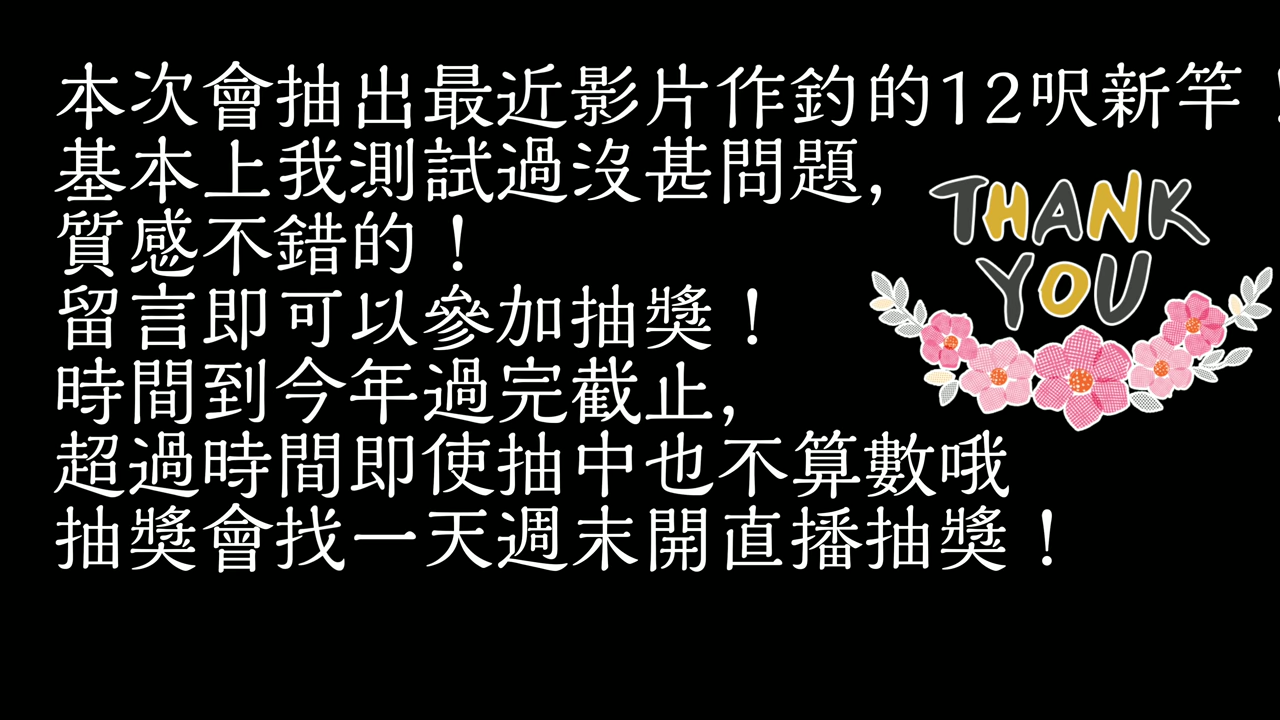 本次會抽出最近影片作釣的12呎新竿！
基本上我測試過沒甚問題,
質感不錯的！
留言即可以參加抽獎！
時間到今年過完截止,
超過時間即使抽中也不算數哦
抽獎會找一天週末開直播抽獎！
THANK
YOU